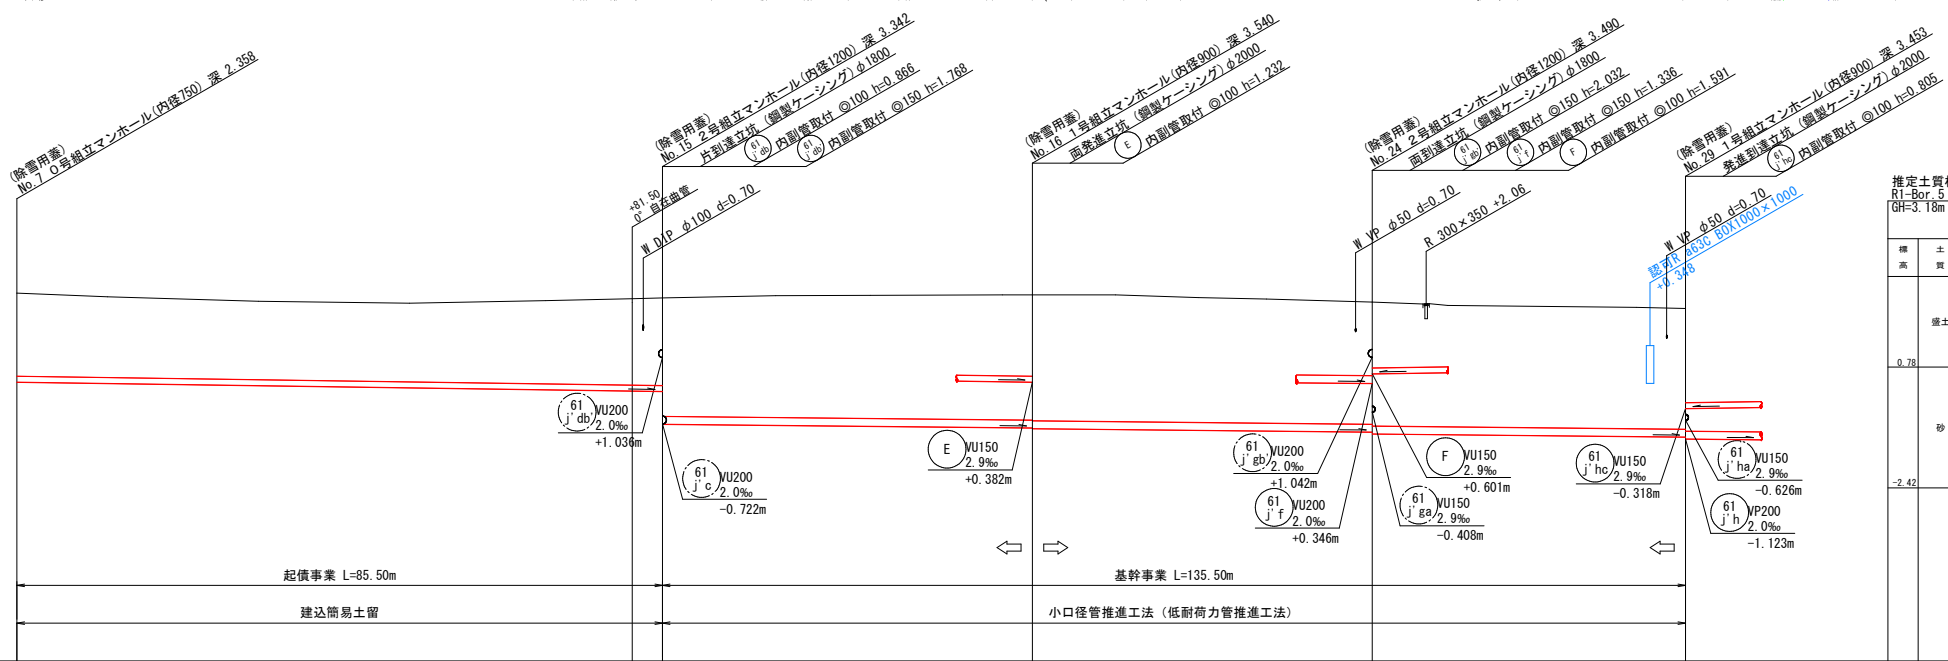 (除雪用蓋)
No.7 0号組立マンホール(内径750) 深 2.358
+81.50
0° 自在曲管
W DIP φ100 d=0.70
(除雪用蓋)
No.15 2号組立マンホール(内径1200) 深 3.342
片到達立坑 (鋼製ケーシング)φ1800
61 j'db 内副管取付 ◎100 h=0.866
61 j'db' 内副管取付 ◎150 h=1.768
(除雪用蓋)
No.16 1号組立マンホール(内径900) 深 3.540
両発進立坑 (鋼製ケーシング)φ2000
E 内副管取付 ◎100 h=1.232
W VP φ50 d=0.70
(除雪用蓋)
No.24 2号組立マンホール(内径1200) 深 3.490
両到達立坑 (鋼製ケーシング)φ1800
61 j'gb' 内副管取付 ◎150 h=2.032
61 j'f 内副管取付 ◎150 h=1.336
F 内副管取付 ◎100 h=1.591
R 300×350 +2.06
(除雪用蓋)
No.29 1号組立マンホール(内径900) 深 3.453
発進到達立坑 (鋼製ケーシング)φ2000
61 j'hc 内副管取付 ◎100 h=0.805
W VP φ50 d=0.70
認可R a63C BOX1000×1000
+0.348
推定土質
R1-Bor.5
GH=3.18m
標高
土質
盛土
0.78
砂
-2.42
61 j'db' VU200
2.0‰
+1.036m
61 j'c VU200
2.0‰
-0.722m
E VU150
2.9‰
+0.382m
61 j'gb' VU200
2.0‰
+1.042m
61 j'f VU200
2.0‰
+0.346m
F VU150
2.9‰
+0.601m
61 j'ga VU150
2.9‰
-0.408m
61 j'hc VU150
2.9‰
-0.318m
61 j'ha VU150
2.9‰
-0.626m
61 j'h VP200
2.0‰
-1.123m
起債事業 L=85.50m
基幹事業 L=135.50m
建込簡易土留
小口径管推進工法 (低耐荷力管推進工法)